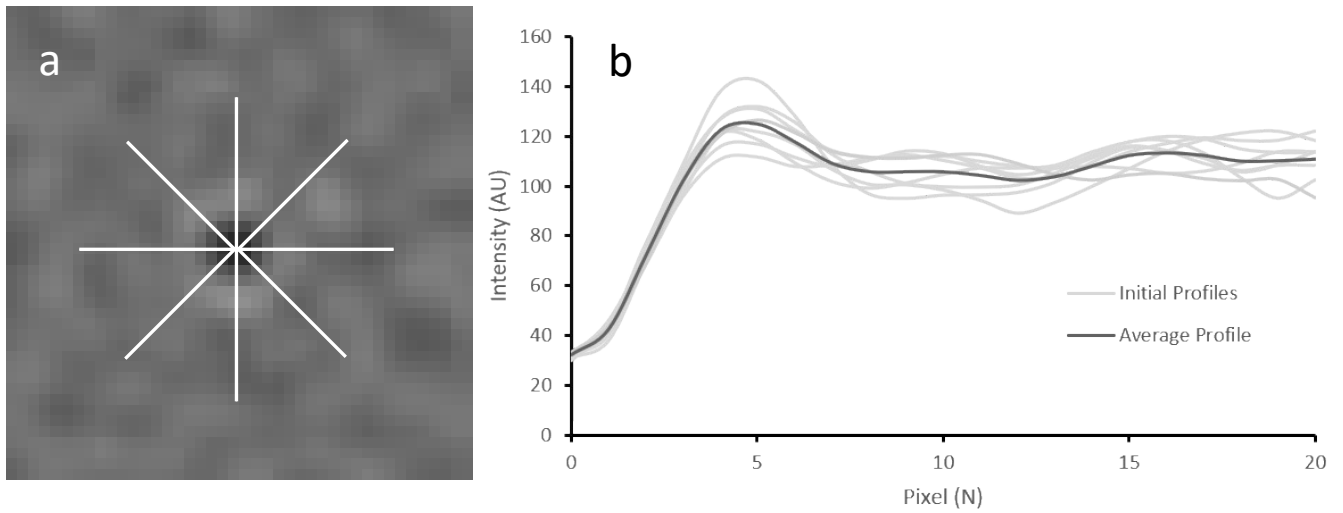 a
b
160
140
120
100
80
60
40
20
0
Intensity (AU)
Initial Profiles
Average Profile
0 5 10 15 20
Pixel (N)